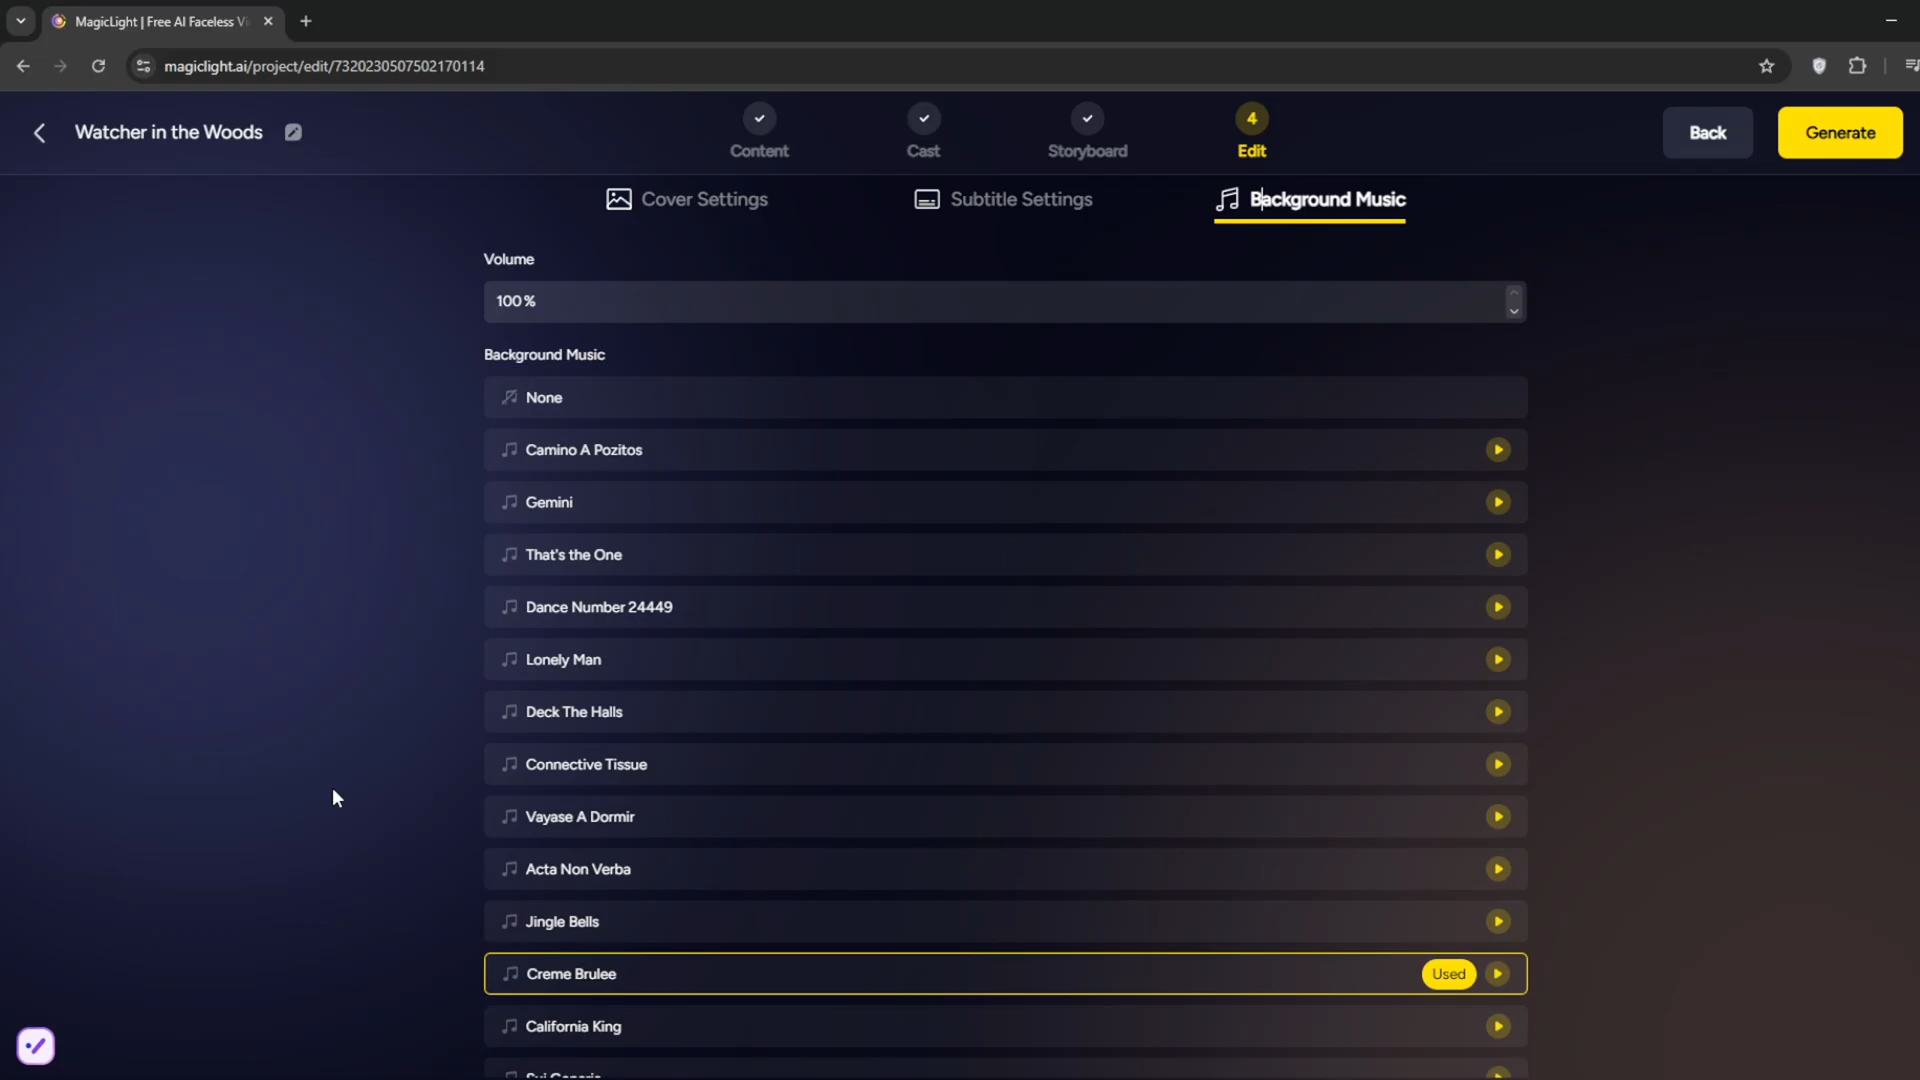 MagicLight | Free AI Faceless Vi
magiclight.ai/project/edit/7320230507502170114
Watcher in the Woods
Content
Cast
Storyboard
4
Edit
Back
Generate
Cover Settings
Subtitle Settings
Background Music
Volume
100 %
Background Music
None
Camino A Pozitos
Gemini
That's the One
Dance Number 24449
Lonely Man
Deck The Halls
Connective Tissue
Vayase A Dormir
Acta Non Verba
Jingle Bells
Creme Brulee
Used
California King